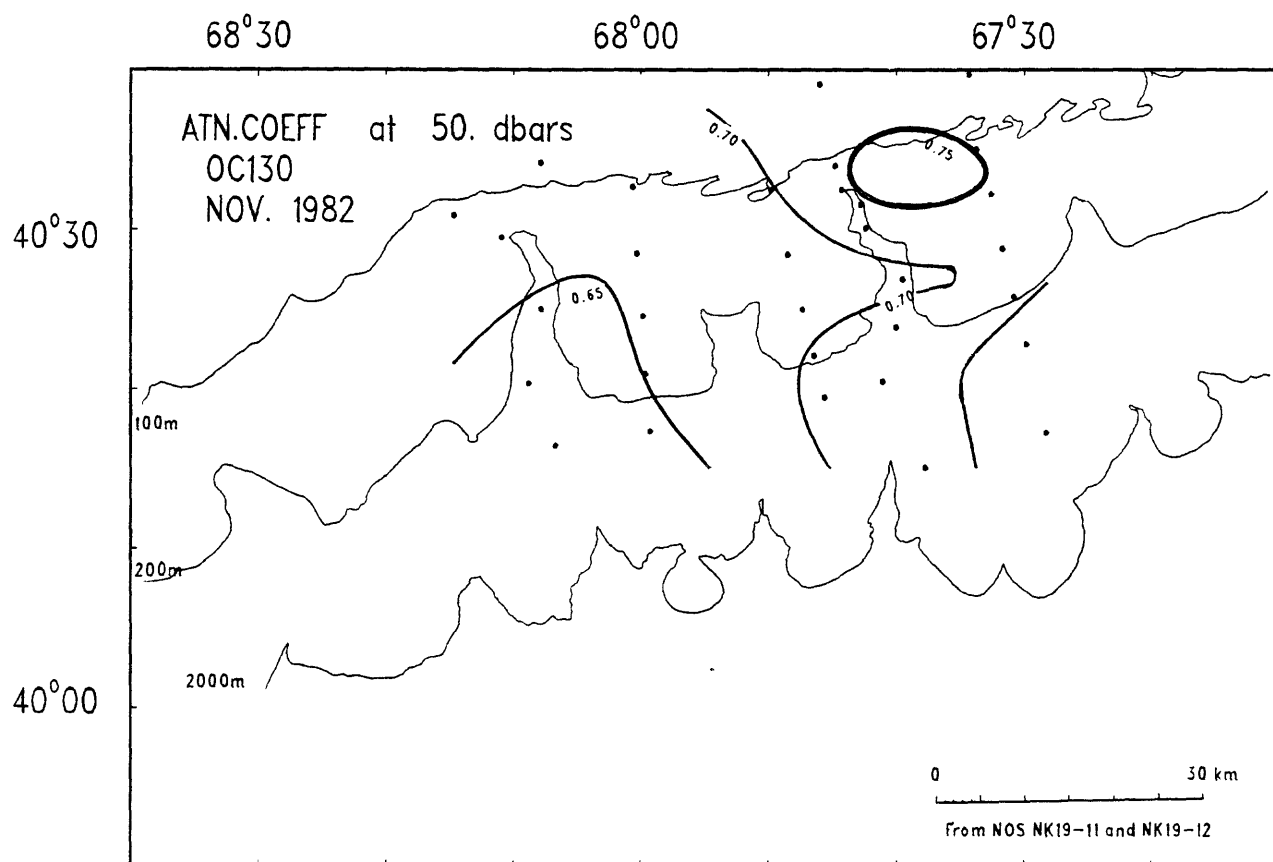 68°30 68°00 67°30
ATN.COEFF at 50. dbars
OC130
NOV. 1982
0.70
0.75
40°30
0.65
0.70
100m
200m
2000m
40°00
0 30 km
From NOS NK19-11 and NK19-12